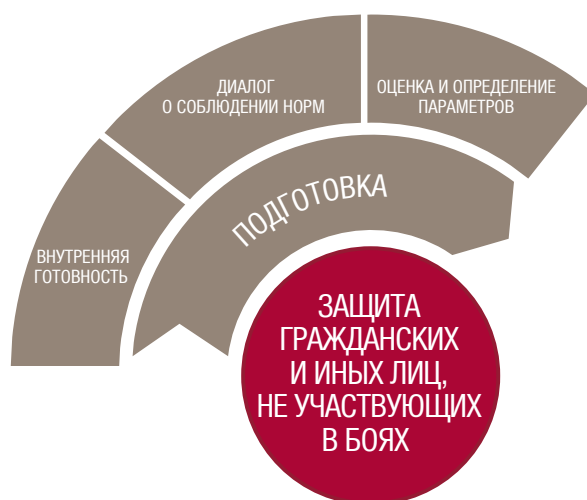 ДИАЛОГ
О СОБЛЮДЕНИИ НОРМ
ОЦЕНКА И ОПРЕДЕЛЕНИЕ
ПАРАМЕТРОВ
ВНУТРЕННЯЯ
ГОТОВНОСТЬ
ПОДГОТОВКА
ЗАЩИТА
ГРАЖДАНСКИХ
И ИНЫХ ЛИЦ,
НЕ УЧАСТВУЮЩИХ
В БОЯХ